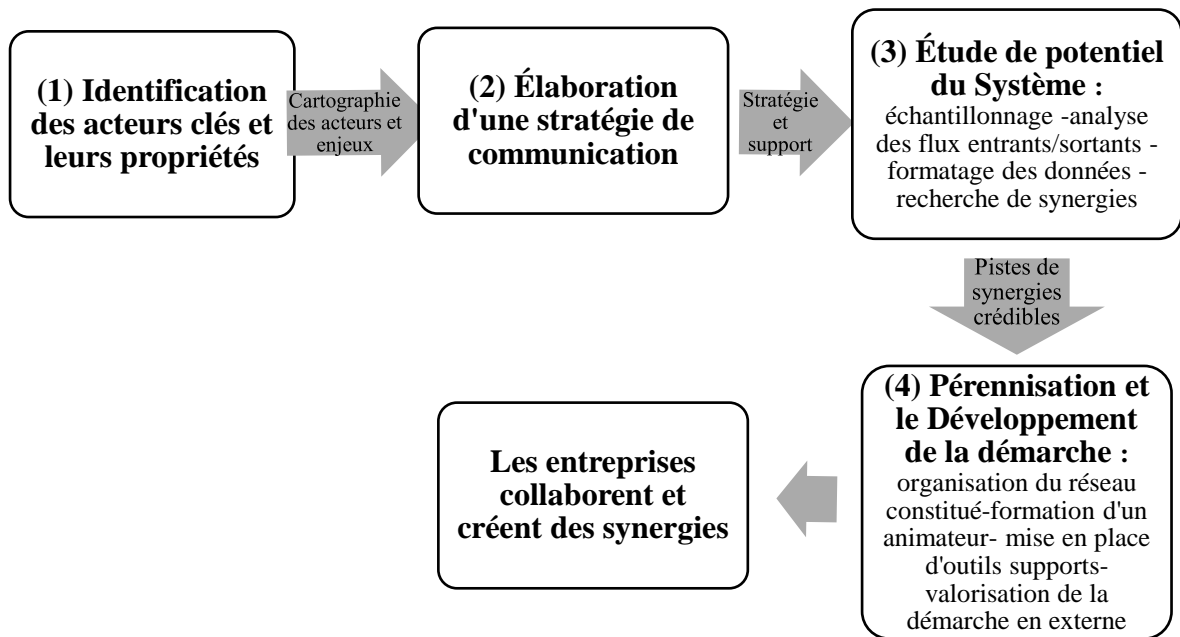 (1) Identification
des acteurs clés et
leurs propriétés
Cartographie
des acteurs et
enjeux
(2) Élaboration
d'une stratégie de
communication
Stratégie
et
support
(3) Étude de potentiel
du Système :
échantillonnage -analyse
des flux entrants/sortants -
formatage des données -
recherche de synergies
Pistes de
synergies
crédibles
(4) Pérennisation et
le Développement
de la démarche :
organisation du réseau
constitué-formation d'un
animateur- mise en place
d'outils supports-
valorisation de la
démarche en externe
Les entreprises
collaborent et
créent des synergies